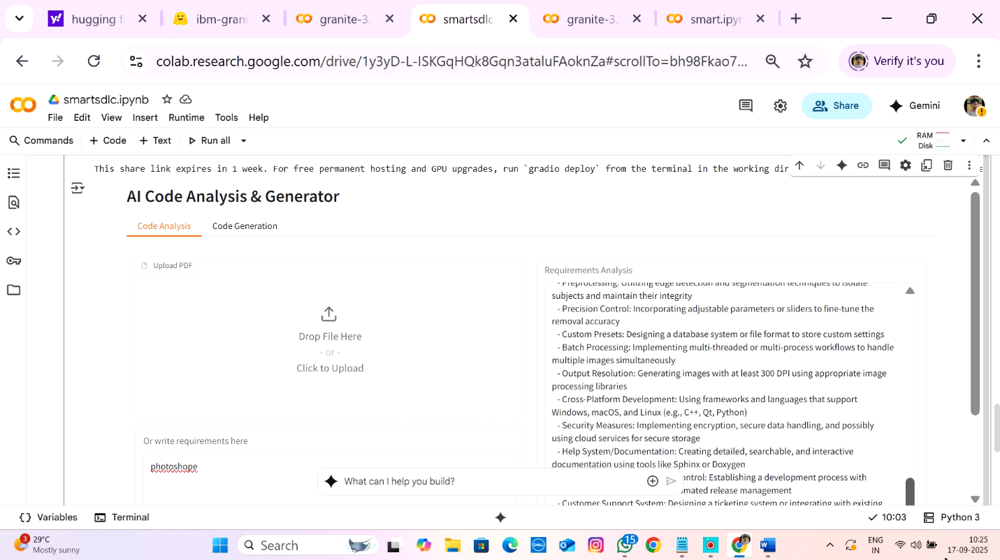 hugging f
ibm-grani
granite-3.
smartsdlc.
granite-3.
smart.ipyn
colab.research.google.com/drive/1y3yD-L-ISKGqHQk8Gqn3ataluFAoknZa#scrollTo=bh98Fkao7...
Verify it's you
smartsdlc.ipynb
File Edit View Insert Runtime Tools Help
Share
Gemini
Commands + Code + Text Run all
RAM
Disk
This share link expires in 1 week. For free permanent hosting and GPU upgrades, run `gradio deploy` from the terminal in the working dir
AI Code Analysis & Generator
Code Analysis Code Generation
Upload PDF
Drop File Here
- or -
Click to Upload
Or write requirements here
photoshope
Requirements Analysis
- Preprocessing: Utilizing edge detection and segmentation techniques to isolate
subjects and maintain their integrity
- Precision Control: Incorporating adjustable parameters or sliders to fine-tune the
removal accuracy
- Custom Presets: Designing a database system or file format to store custom settings
- Batch Processing: Implementing multi-threaded or multi-process workflows to handle
multiple images simultaneously
- Output Resolution: Generating images with at least 300 DPI using appropriate image
processing libraries
- Cross-Platform Development: Using frameworks and languages that support
Windows, macOS, and Linux (e.g., C++, Qt, Python)
- Security Measures: Implementing encryption, secure data handling, and possibly
using cloud services for secure storage
- Help System/Documentation: Creating detailed, searchable, and interactive
documentation using tools like Sphinx or Doxygen
ontrol: Establishing a development process with
omated release management
- Customer Support System: Designing a ticketing system or integrating with existing
What can I help you build?
Variables
Terminal
10:03
Python 3
3
29°C
Mostly sunny
Search
15
ENG
IN
10:25
17-09-2025